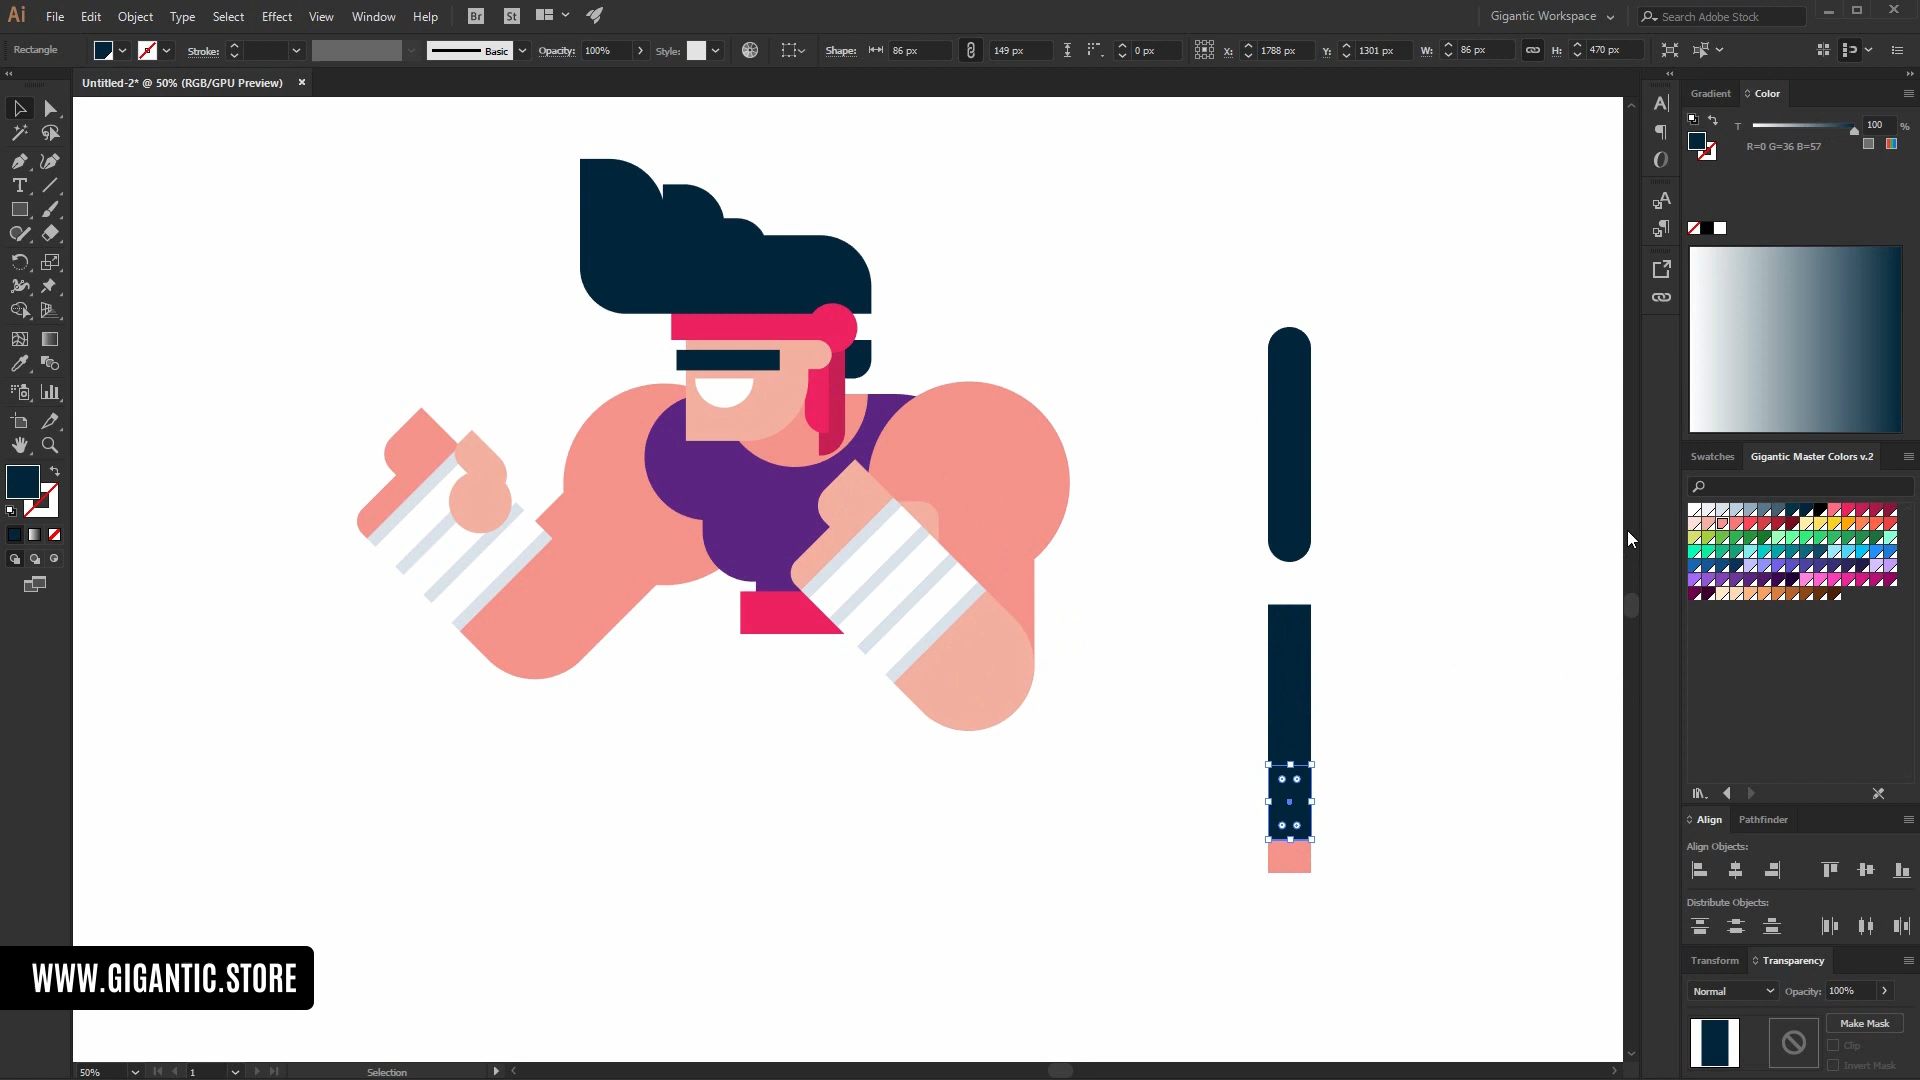 Ai File Edit Object Type Select Effect View Window Help Br St Gigantic Workspace Search Adobe Stock
Rectangle Stroke: Basic Opacity: 100% Style: Shape: 86 px 149 px 0 px X: 1788 px Y: 1301 px W: 86 px H: 470 px
Untitled-2* @ 50% (RGB/GPU Preview)
Gradient Color
T 100 %
R=0 G=36 B=57
Swatches Gigantic Master Colors v.2
Align Pathfinder
Align Objects:
Distribute Objects:
Transform Transparency
Normal Opacity: 100%
Make Mask
Clip
Invert Mask
WWW.GIGANTIC.STORE
50% 1 Selection